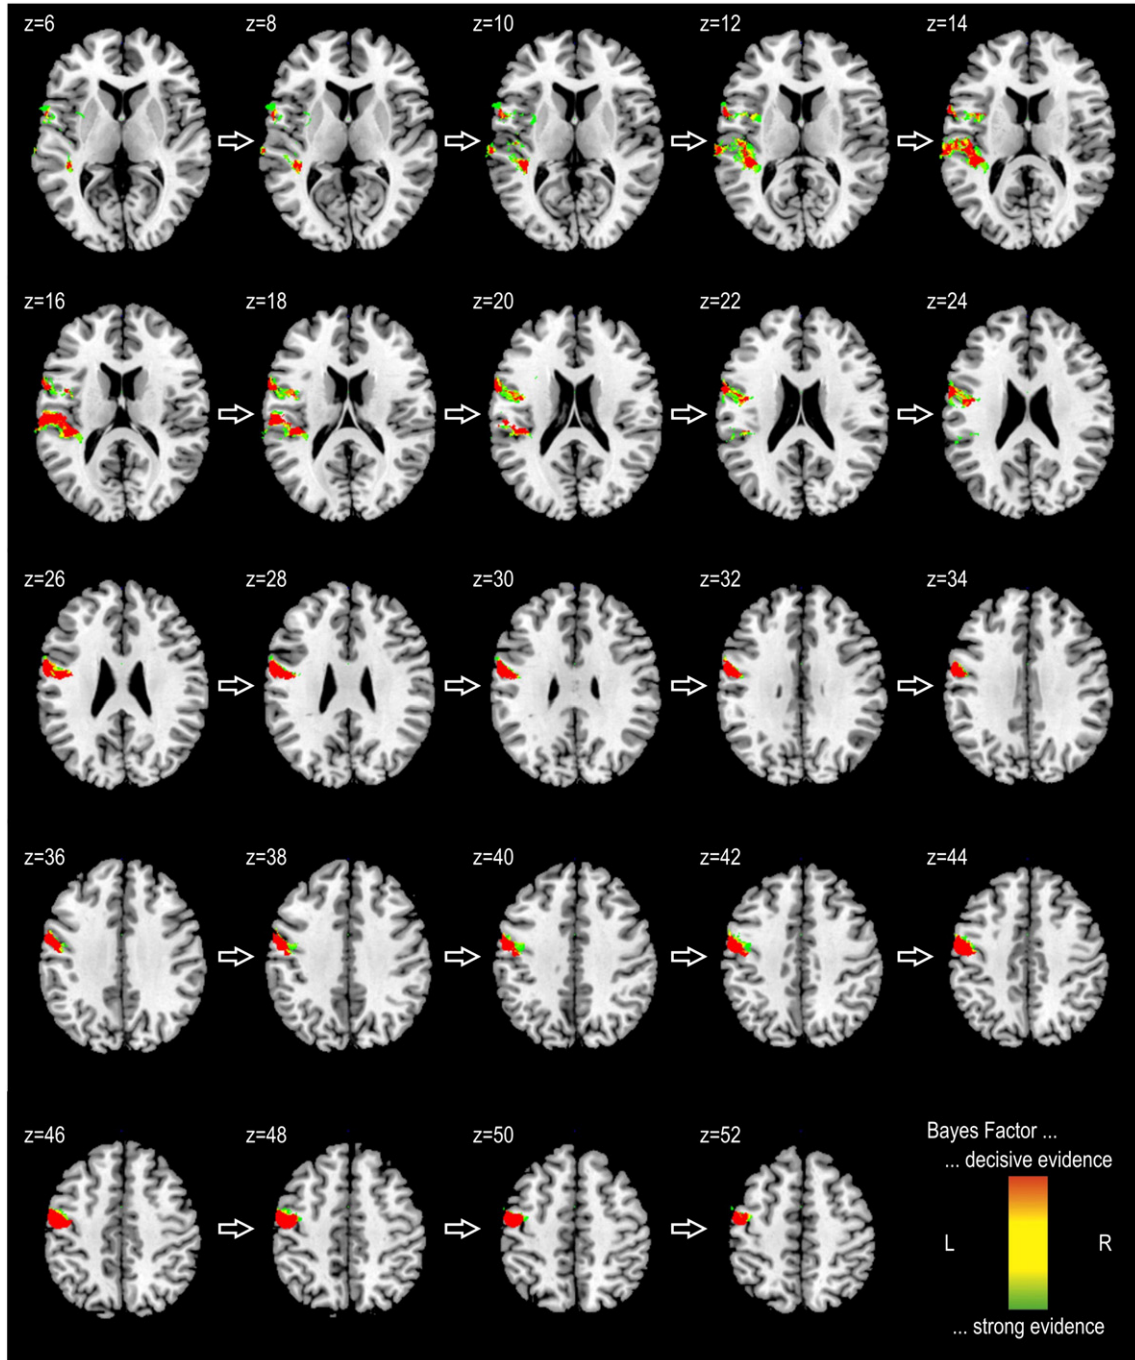 z=6
z=8
z=10
z=12
z=14
z=16
z=18
z=20
z=22
z=24
z=26
z=28
z=30
z=32
z=34
z=36
z=38
z=40
z=42
z=44
z=46
z=48
z=50
z=52
Bayes Factor ...
... decisive evidence
L R
... strong evidence